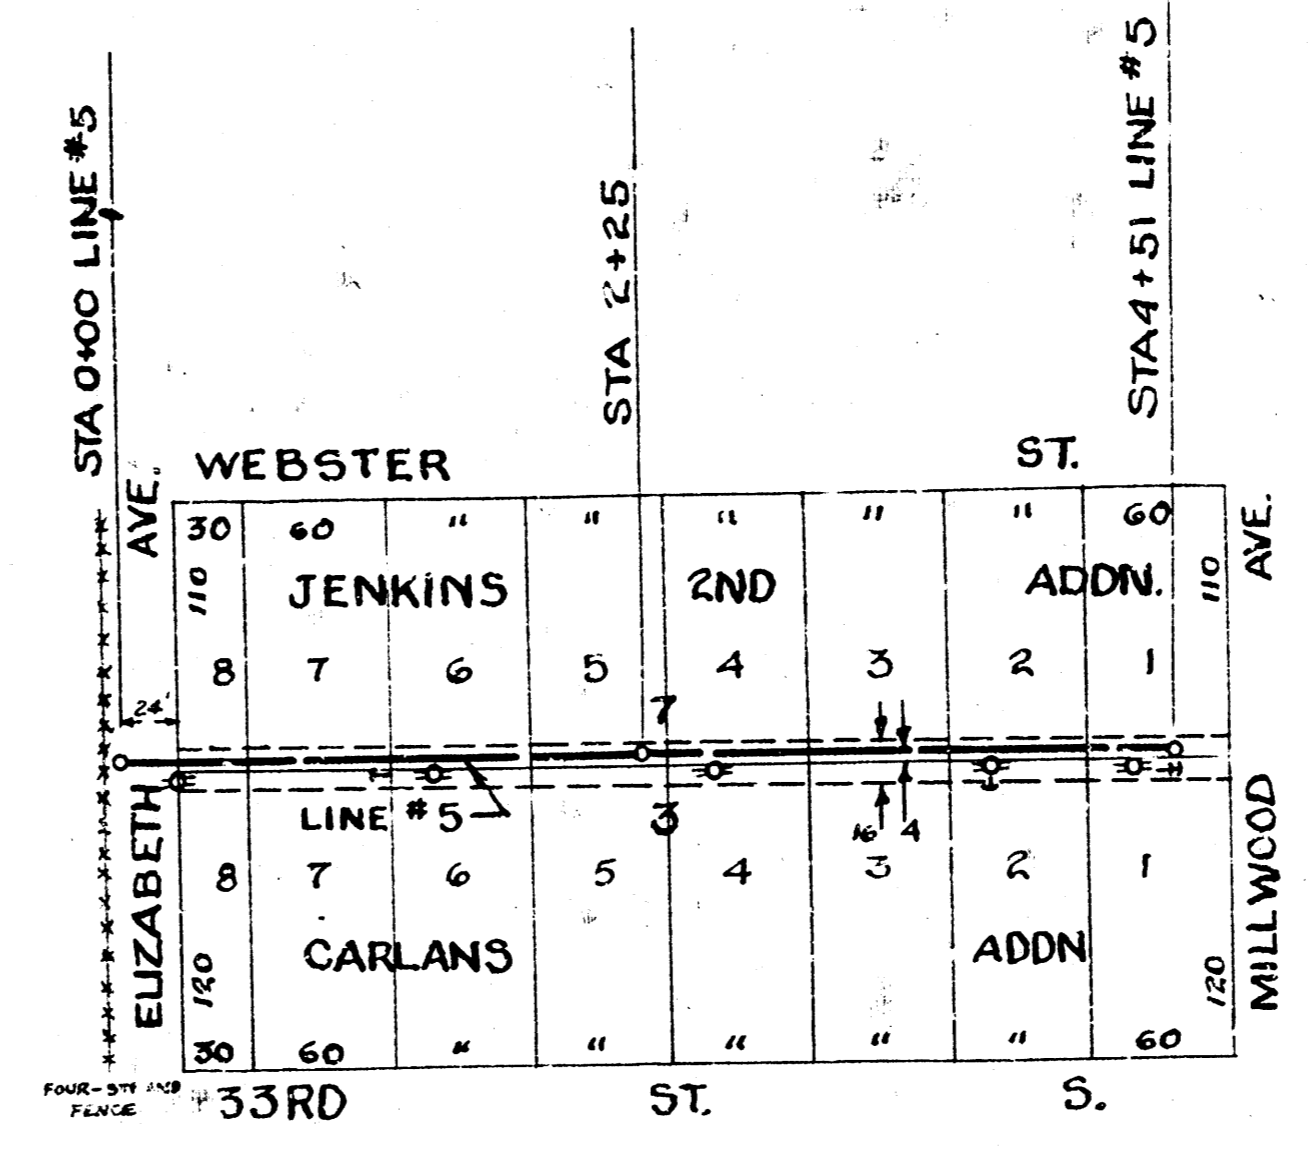 STA 0+00 LINE #5
STA 2+25
STA 4+51 LINE #5
WEBSTER ST.
ELIZABETH AVE.
MILLWOOD AVE.
30 60 " " " " " 60
110 110
JENKINS 2ND ADDN.
8 7 6 5 4 3 2 1
24'
7
LINE #5
3
16 4
8 7 6 5 4 3 2 1
CARLANS ADDN
120 120
30 60 " " " " " 60
FOUR-STRAND
FENCE
33RD ST. S.